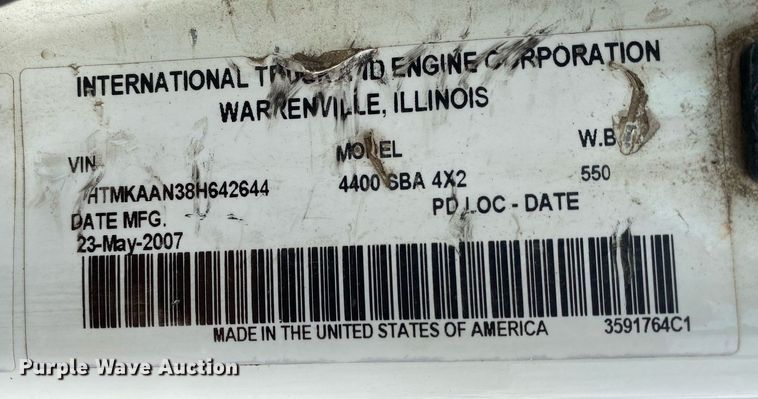 INTERNATIONAL TRUCK AND ENGINE CORPORATION
WARRENVILLE, ILLINOIS
VIN MODEL W.B
HTMKAAN38H642644 4400 SBA 4X2 550
DATE MFG. PD LOC - DATE
23-May-2007
MADE IN THE UNITED STATES OF AMERICA 3591764C1
Purple Wave Auction